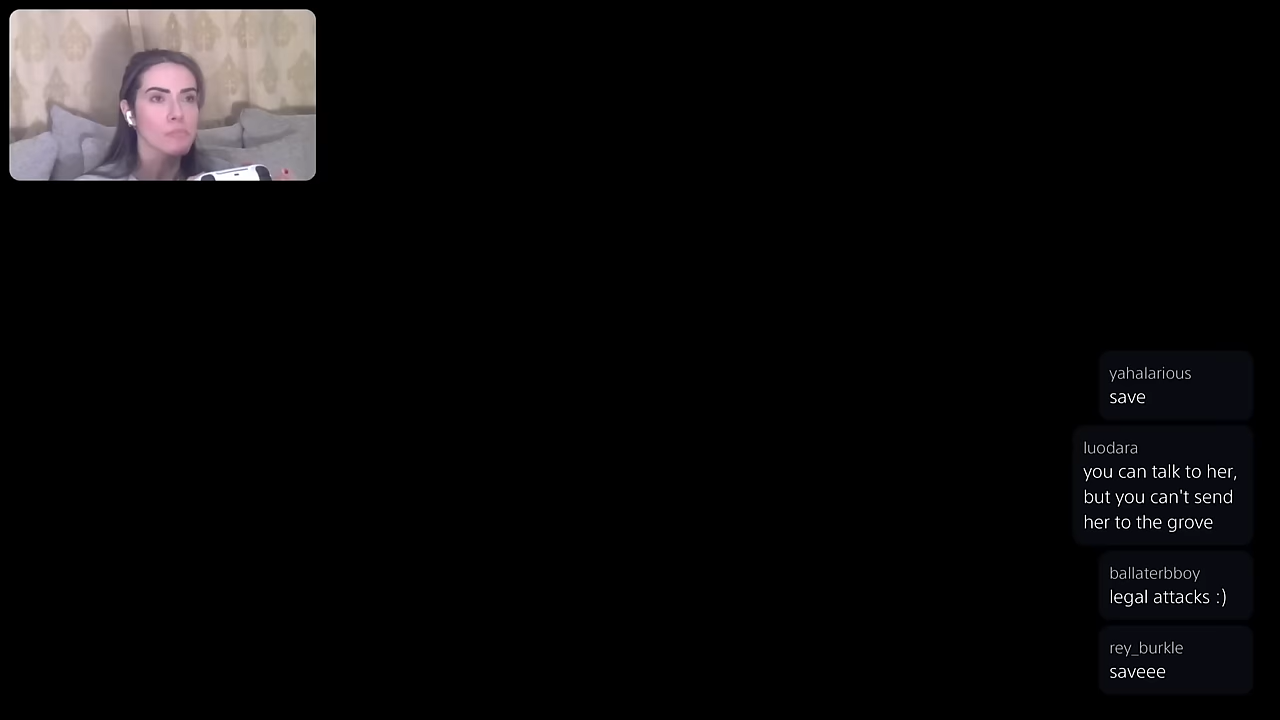 yahalarious
save
luodara
you can talk to her,
but you can't send
her to the grove
ballaterbboy
legal attacks :)
rey_burkle
saveee